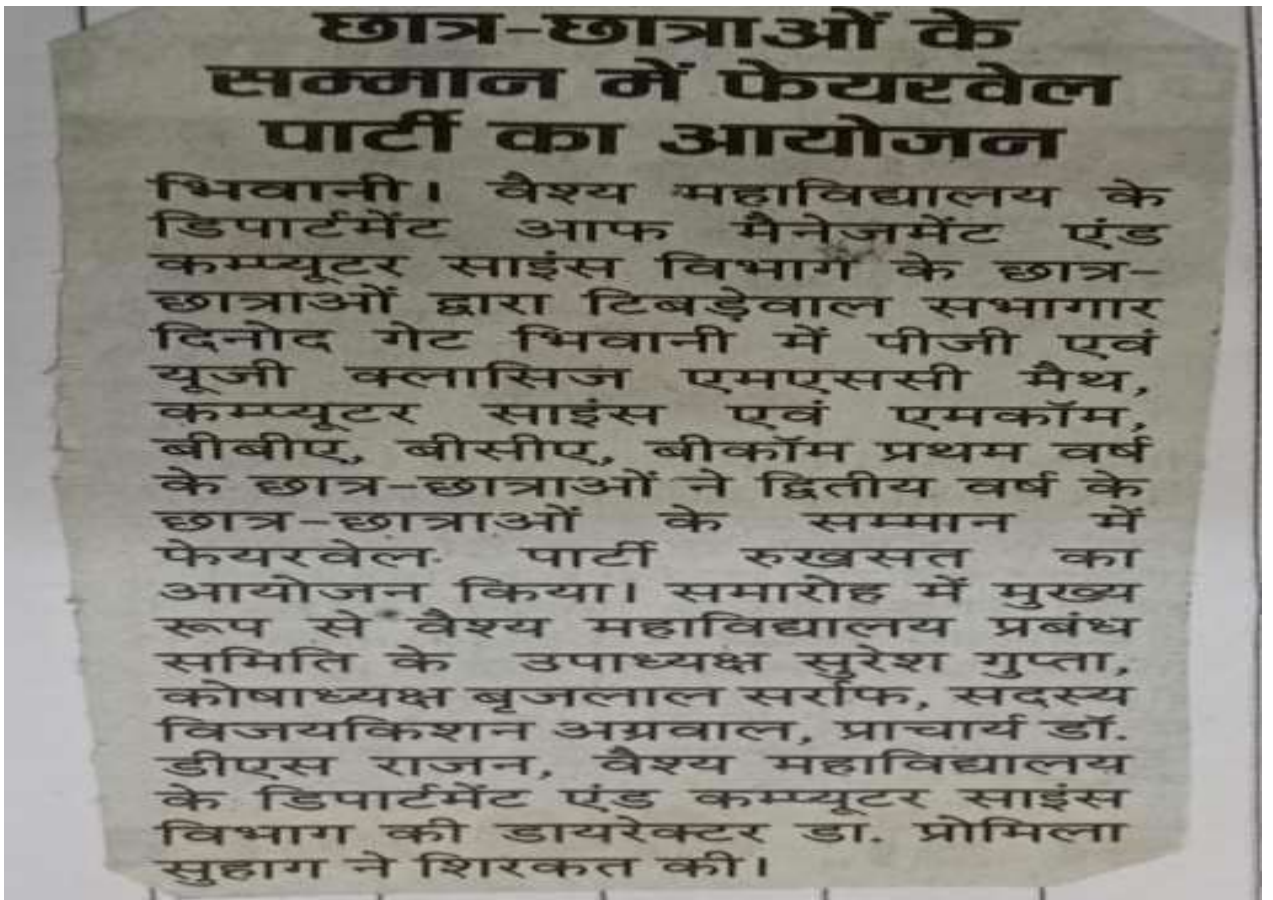 छात्र-छात्राओं के
सम्मान में फेयरवेल
पार्टी का आयोजन
भिवानी। वैश्य महाविद्यालय के
डिपार्टमेंट आफ मैनेजमेंट एंड
कम्प्यूटर साइंस विभाग के छात्र-
छात्राओं द्वारा टिबड़ेवाल सभागार
दिनोद गेट भिवानी में पीजी एवं
यूजी क्लासिज एमएससी मैथ,
कम्प्यूटर साइंस एवं एमकॉम,
बीबीए, बीसीए, बीकॉम प्रथम वर्ष
के छात्र-छात्राओं ने द्वितीय वर्ष के
छात्र-छात्राओं के सम्मान में
फेयरवेल पार्टी रुखसत का
आयोजन किया। समारोह में मुख्य
रूप से वैश्य महाविद्यालय प्रबंध
समिति के उपाध्यक्ष सुरेश गुप्ता,
कोषाध्यक्ष बृजलाल सर्राफ, सदस्य
विजयकिशन अग्रवाल, प्राचार्य डॉ.
डीएस राजन, वैश्य महाविद्यालय
के डिपार्टमेंट एंड कम्प्यूटर साइंस
विभाग की डायरेक्टर डा. प्रोमिला
सुहाग ने शिरकत की।